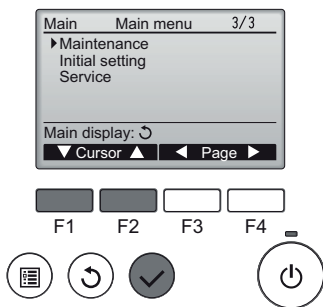 Main Main menu 3/3
Maintenance
Initial setting
Service
Main display:
Cursor Page
F1 F2 F3 F4